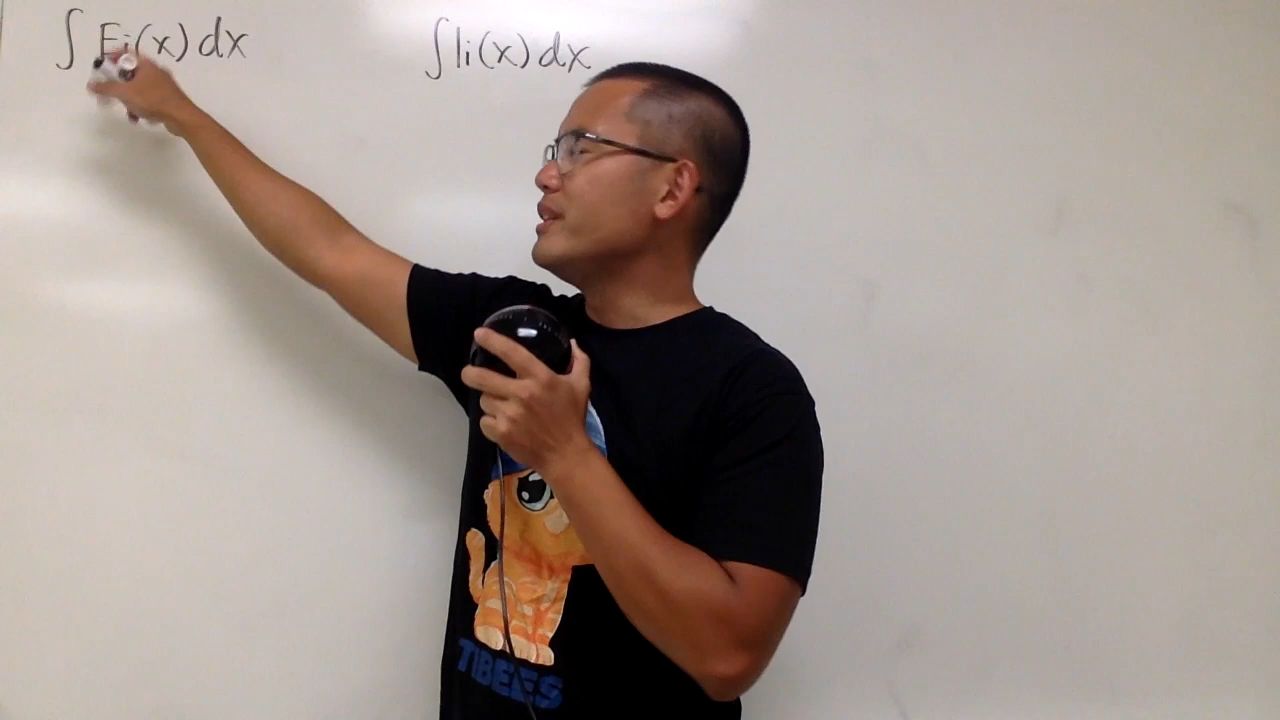 ∫ Ei(x) dx
∫ li(x) dx
TIBEES